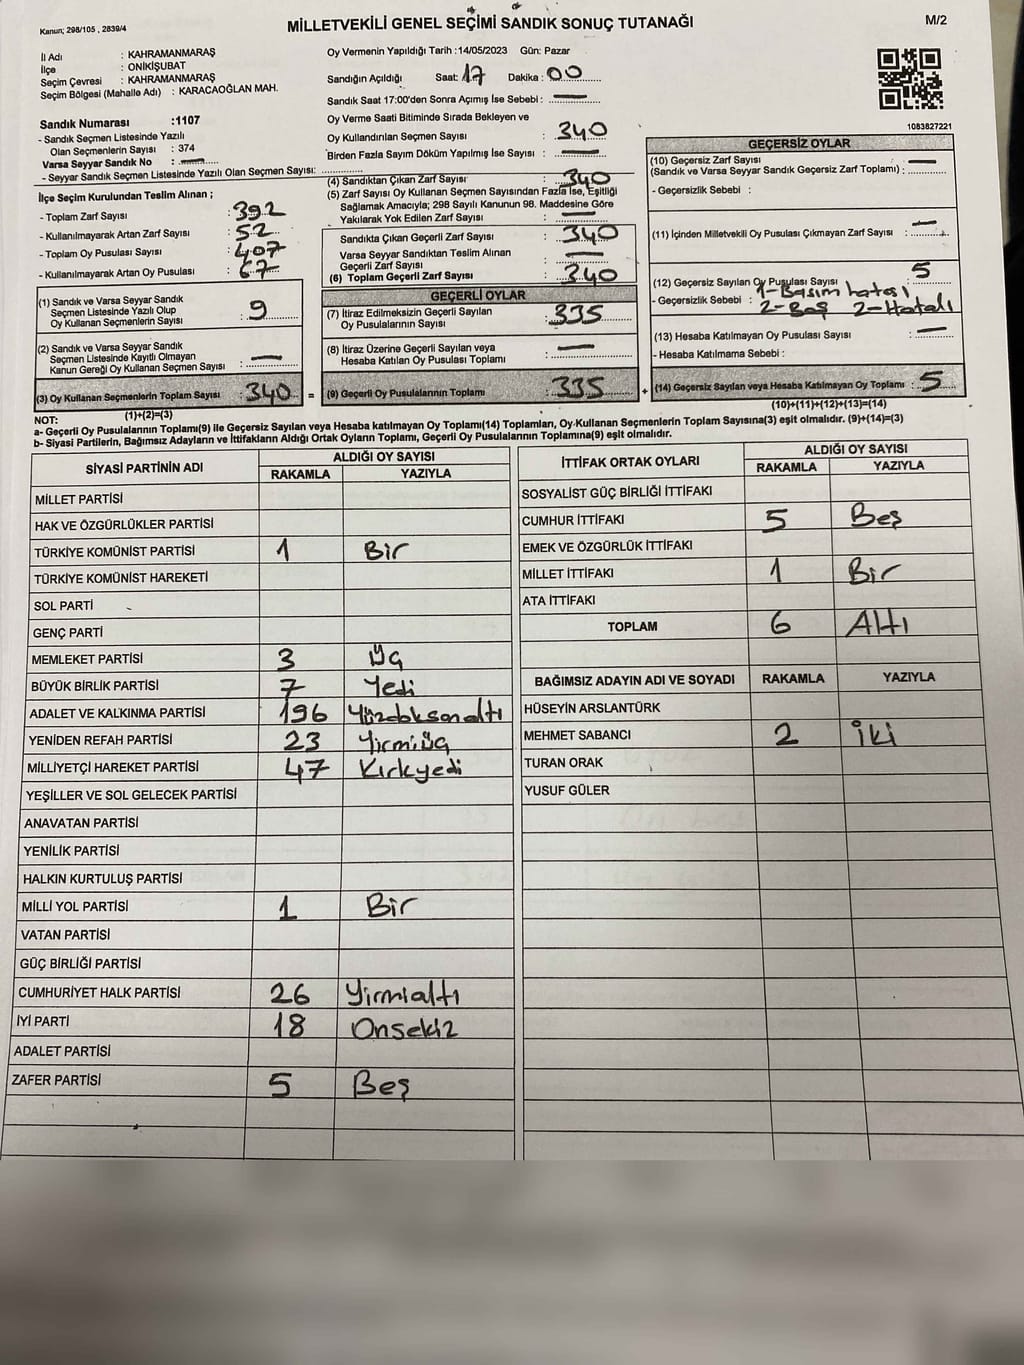 Kanun; 298/105 , 2839/4
MİLLETVEKİLİ GENEL SEÇİMİ SANDIK SONUÇ TUTANAĞI
M/2
İl Adı : KAHRAMANMARAŞ
İlçe : ONİKİŞUBAT
Seçim Çevresi : KAHRAMANMARAŞ
Seçim Bölgesi (Mahalle Adı) : KARACAOĞLAN MAH.
Sandık Numarası :1107
- Sandık Seçmen Listesinde Yazılı
Olan Seçmenlerin Sayısı : 374
Varsa Seyyar Sandık No : —
- Seyyar Sandık Seçmen Listesinde Yazılı Olan Seçmen Sayısı:
Oy Vermenin Yapıldığı Tarih :14/05/2023 Gün: Pazar
Sandığın Açıldığı Saat: 17 Dakika : 00
Sandık Saat 17:00'den Sonra Açımış İse Sebebi : —
Oy Verme Saati Bitiminde Sırada Bekleyen ve
Oy Kullandırılan Seçmen Sayısı : 340
Birden Fazla Sayım Döküm Yapılmış İse Sayısı : —
1083827221
İlçe Seçim Kurulundan Teslim Alınan ;
- Toplam Zarf Sayısı : 392
- Kullanılmayarak Artan Zarf Sayısı : 52
- Toplam Oy Pusulası Sayısı : 407
- Kullanılmayarak Artan Oy Pusulası : 67
(1) Sandık ve Varsa Seyyar Sandık
Seçmen Listesinde Yazılı Olup
Oy Kullanan Seçmenlerin Sayısı : 9
(2) Sandık ve Varsa Seyyar Sandık
Seçmen Listesinde Kayıtlı Olmayan
Kanun Gereği Oy Kullanan Seçmen Sayısı : —
(3) Oy Kullanan Seçmenlerin Toplam Sayısı : 340 =
(1)+(2)=(3)
(4) Sandıktan Çıkan Zarf Sayısı : 340
(5) Zarf Sayısı Oy Kullanan Seçmen Sayısından Fazla İse, Eşitliği
Sağlamak Amacıyla; 298 Sayılı Kanunun 98. Maddesine Göre
Yakılarak Yok Edilen Zarf Sayısı : —
Sandıkta Çıkan Geçerli Zarf Sayısı : 340
Varsa Seyyar Sandıktan Teslim Alınan
Geçerli Zarf Sayısı : —
(6) Toplam Geçerli Zarf Sayısı : 340
GEÇERLİ OYLAR
(7) İtiraz Edilmeksizin Geçerli Sayılan
Oy Pusulalarının Sayısı : 335
(8) İtiraz Üzerine Geçerli Sayılan veya
Hesaba Katılan Oy Pusulası Toplamı : —
(9) Geçerli Oy Pusulalarının Toplamı : 335 +
GEÇERSİZ OYLAR
(10) Geçersiz Zarf Sayısı
(Sandık ve Varsa Seyyar Sandık Geçersiz Zarf Toplamı) : —
- Geçersizlik Sebebi :
(11) İçinden Milletvekili Oy Pusulası Çıkmayan Zarf Sayısı : —
(12) Geçersiz Sayılan Oy Pusulası Sayısı : 5
- Geçersizlik Sebebi : 1-Basım hatası
2-Boş 2-Hatalı
(13) Hesaba Katılmayan Oy Pusulası Sayısı : —
- Hesaba Katılmama Sebebi :
(14) Geçersiz Sayılan veya Hesaba Katılmayan Oy Toplamı : 5
(10)+(11)+(12)+(13)=(14)
NOT:
a- Geçerli Oy Pusulalarının Toplamı(9) ile Geçersiz Sayılan veya Hesaba katılmayan Oy Toplamı(14) Toplamları, Oy Kullanan Seçmenlerin Toplam Sayısına(3) eşit olmalıdır. (9)+(14)=(3)
b- Siyasi Partilerin, Bağımsız Adayların ve İttifakların Aldığı Ortak Oyların Toplamı, Geçerli Oy Pusulalarının Toplamına(9) eşit olmalıdır.
SİYASİ PARTİNİN ADI ALDIĞI OY SAYISI
RAKAMLA YAZIYLA
MİLLET PARTİSİ
HAK VE ÖZGÜRLÜKLER PARTİSİ
TÜRKİYE KOMÜNİST PARTİSİ 1 Bir
TÜRKİYE KOMÜNİST HAREKETİ
SOL PARTİ
GENÇ PARTİ
MEMLEKET PARTİSİ 3 Üç
BÜYÜK BİRLİK PARTİSİ 7 Yedi
ADALET VE KALKINMA PARTİSİ 196 Yüzdoksanaltı
YENİDEN REFAH PARTİSİ 23 Yirmiüç
MİLLİYETÇİ HAREKET PARTİSİ 47 Kırkyedi
YEŞİLLER VE SOL GELECEK PARTİSİ
ANAVATAN PARTİSİ
YENİLİK PARTİSİ
HALKIN KURTULUŞ PARTİSİ
MİLLİ YOL PARTİSİ 1 Bir
VATAN PARTİSİ
GÜÇ BİRLİĞİ PARTİSİ
CUMHURİYET HALK PARTİSİ 26 Yirmialtı
İYİ PARTİ 18 Onsekiz
ADALET PARTİSİ
ZAFER PARTİSİ 5 Beş
İTTİFAK ORTAK OYLARI ALDIĞI OY SAYISI
RAKAMLA YAZIYLA
SOSYALİST GÜÇ BİRLİĞİ İTTİFAKI
CUMHUR İTTİFAKI 5 Beş
EMEK VE ÖZGÜRLÜK İTTİFAKI
MİLLET İTTİFAKI 1 Bir
ATA İTTİFAKI
TOPLAM 6 Altı
BAĞIMSIZ ADAYIN ADI VE SOYADI RAKAMLA YAZIYLA
HÜSEYİN ARSLANTÜRK
MEHMET SABANCI 2 iki
TURAN ORAK
YUSUF GÜLER